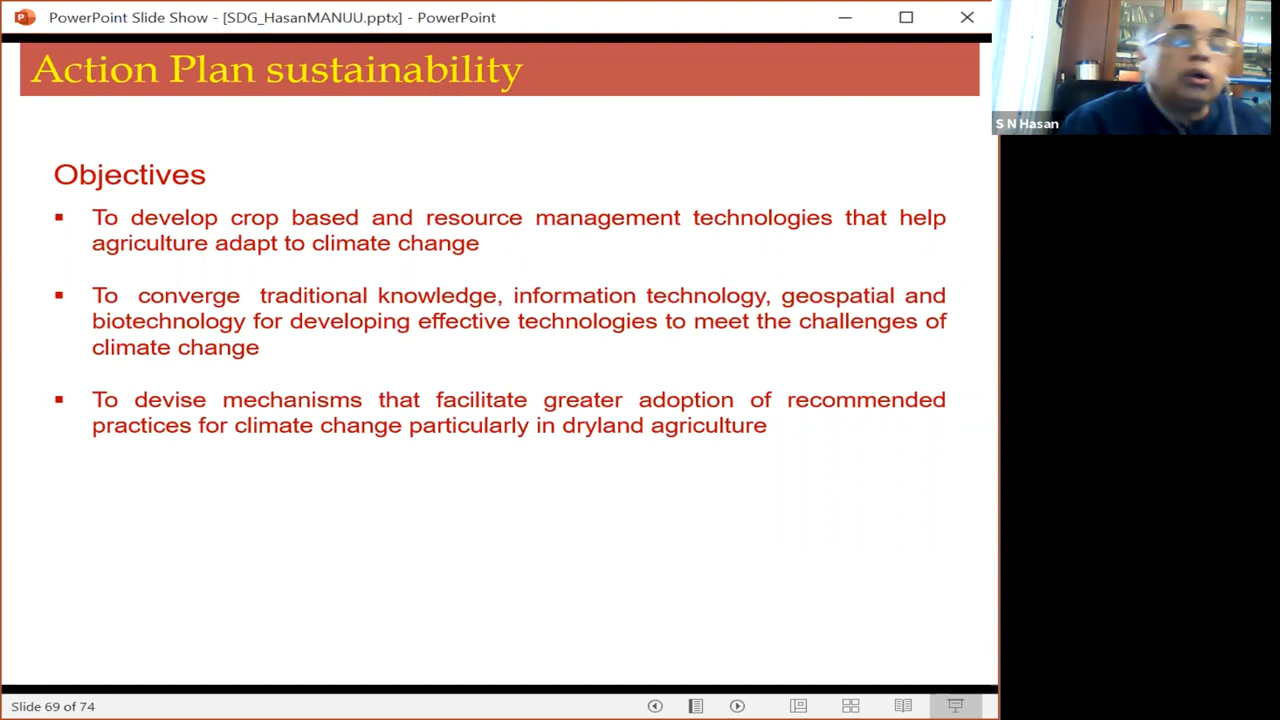 PowerPoint Slide Show - [SDG_HasanMANUU.pptx] - PowerPoint
Action Plan sustainability
S N Hasan
Objectives
▪ To develop crop based and resource management technologies that help
agriculture adapt to climate change
▪ To converge traditional knowledge, information technology, geospatial and
biotechnology for developing effective technologies to meet the challenges of
climate change
▪ To devise mechanisms that facilitate greater adoption of recommended
practices for climate change particularly in dryland agriculture
Slide 69 of 74